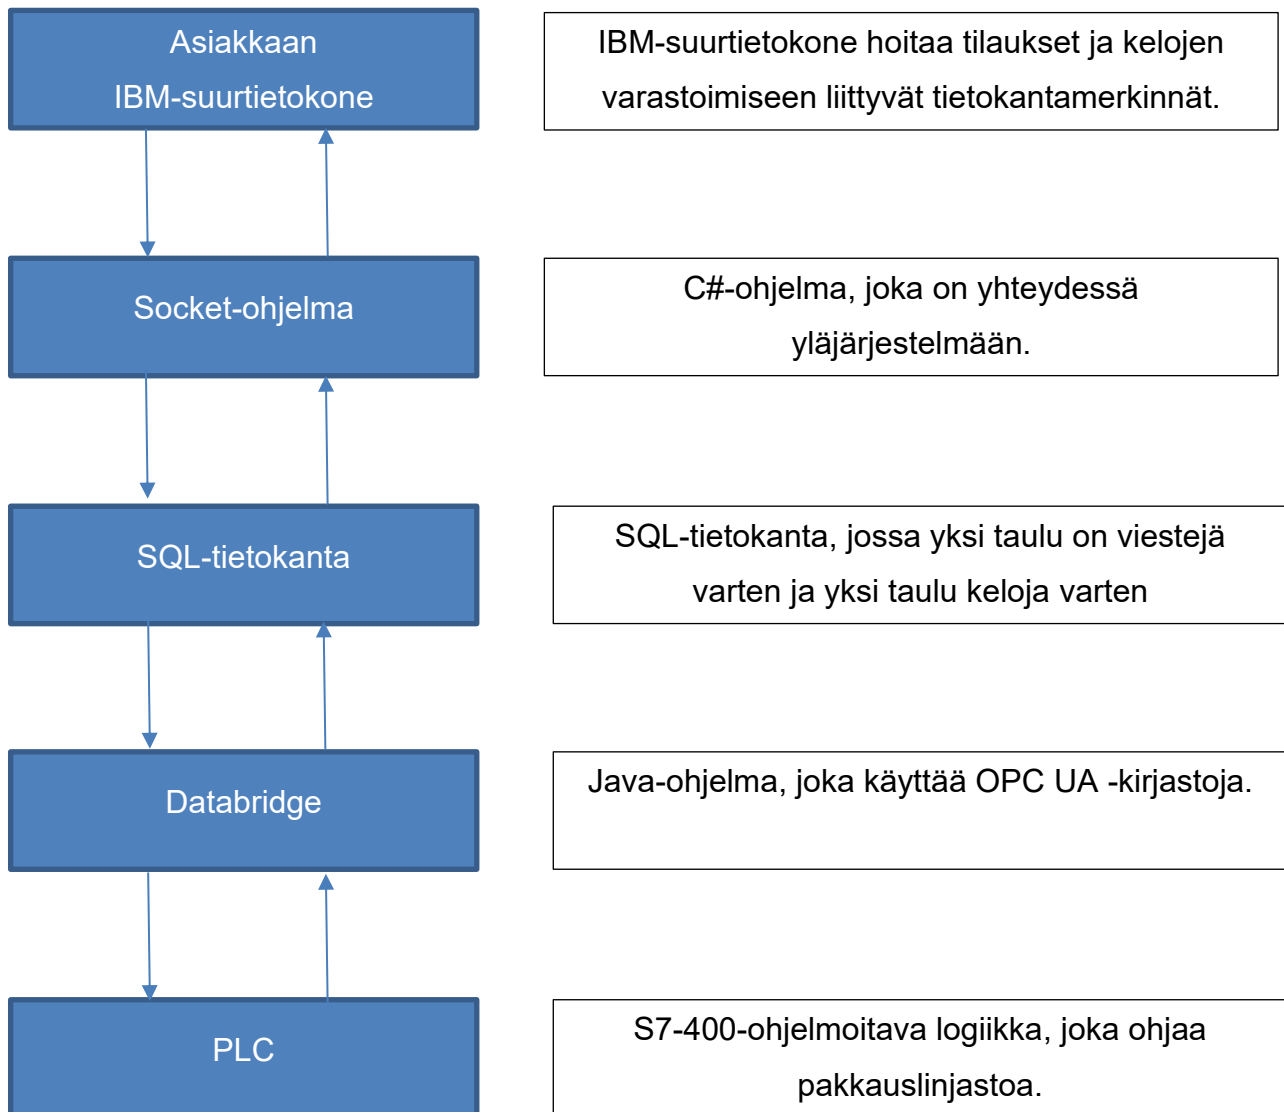 Asiakkaan
IBM-suurtietokone
IBM-suurtietokone hoitaa tilaukset ja kelojen
varastoimiseen liittyvät tietokantamerkinnät.
Socket-ohjelma
C#-ohjelma, joka on yhteydessä
yläjärjestelmään.
SQL-tietokanta
SQL-tietokanta, jossa yksi taulu on viestejä
varten ja yksi taulu keloja varten
Databridge
Java-ohjelma, joka käyttää OPC UA -kirjastoja.
PLC
S7-400-ohjelmoitava logiikka, joka ohjaa
pakkauslinjastoa.